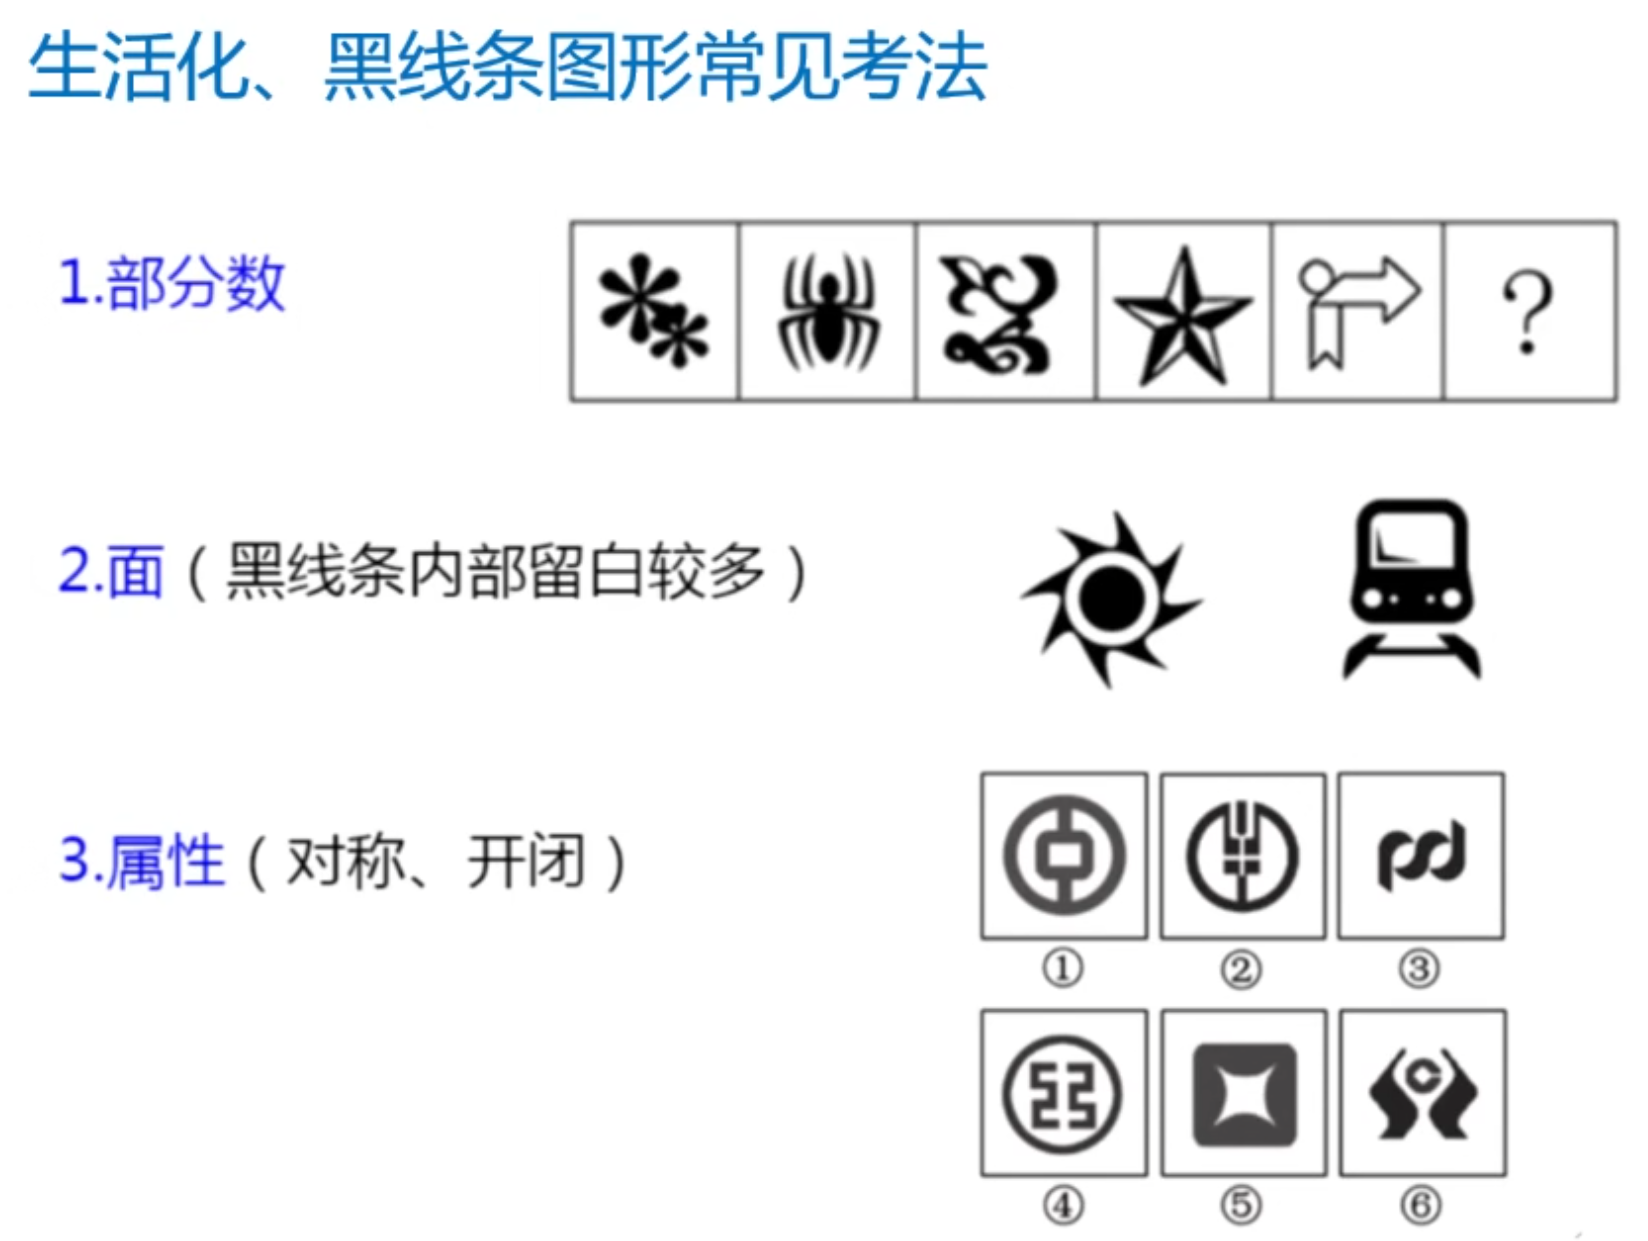 生活化、黑线条图形常见考法
1.部分数
?
2.面（黑线条内部留白较多）
3.属性（对称、开闭）
① ② ③
④ ⑤ ⑥